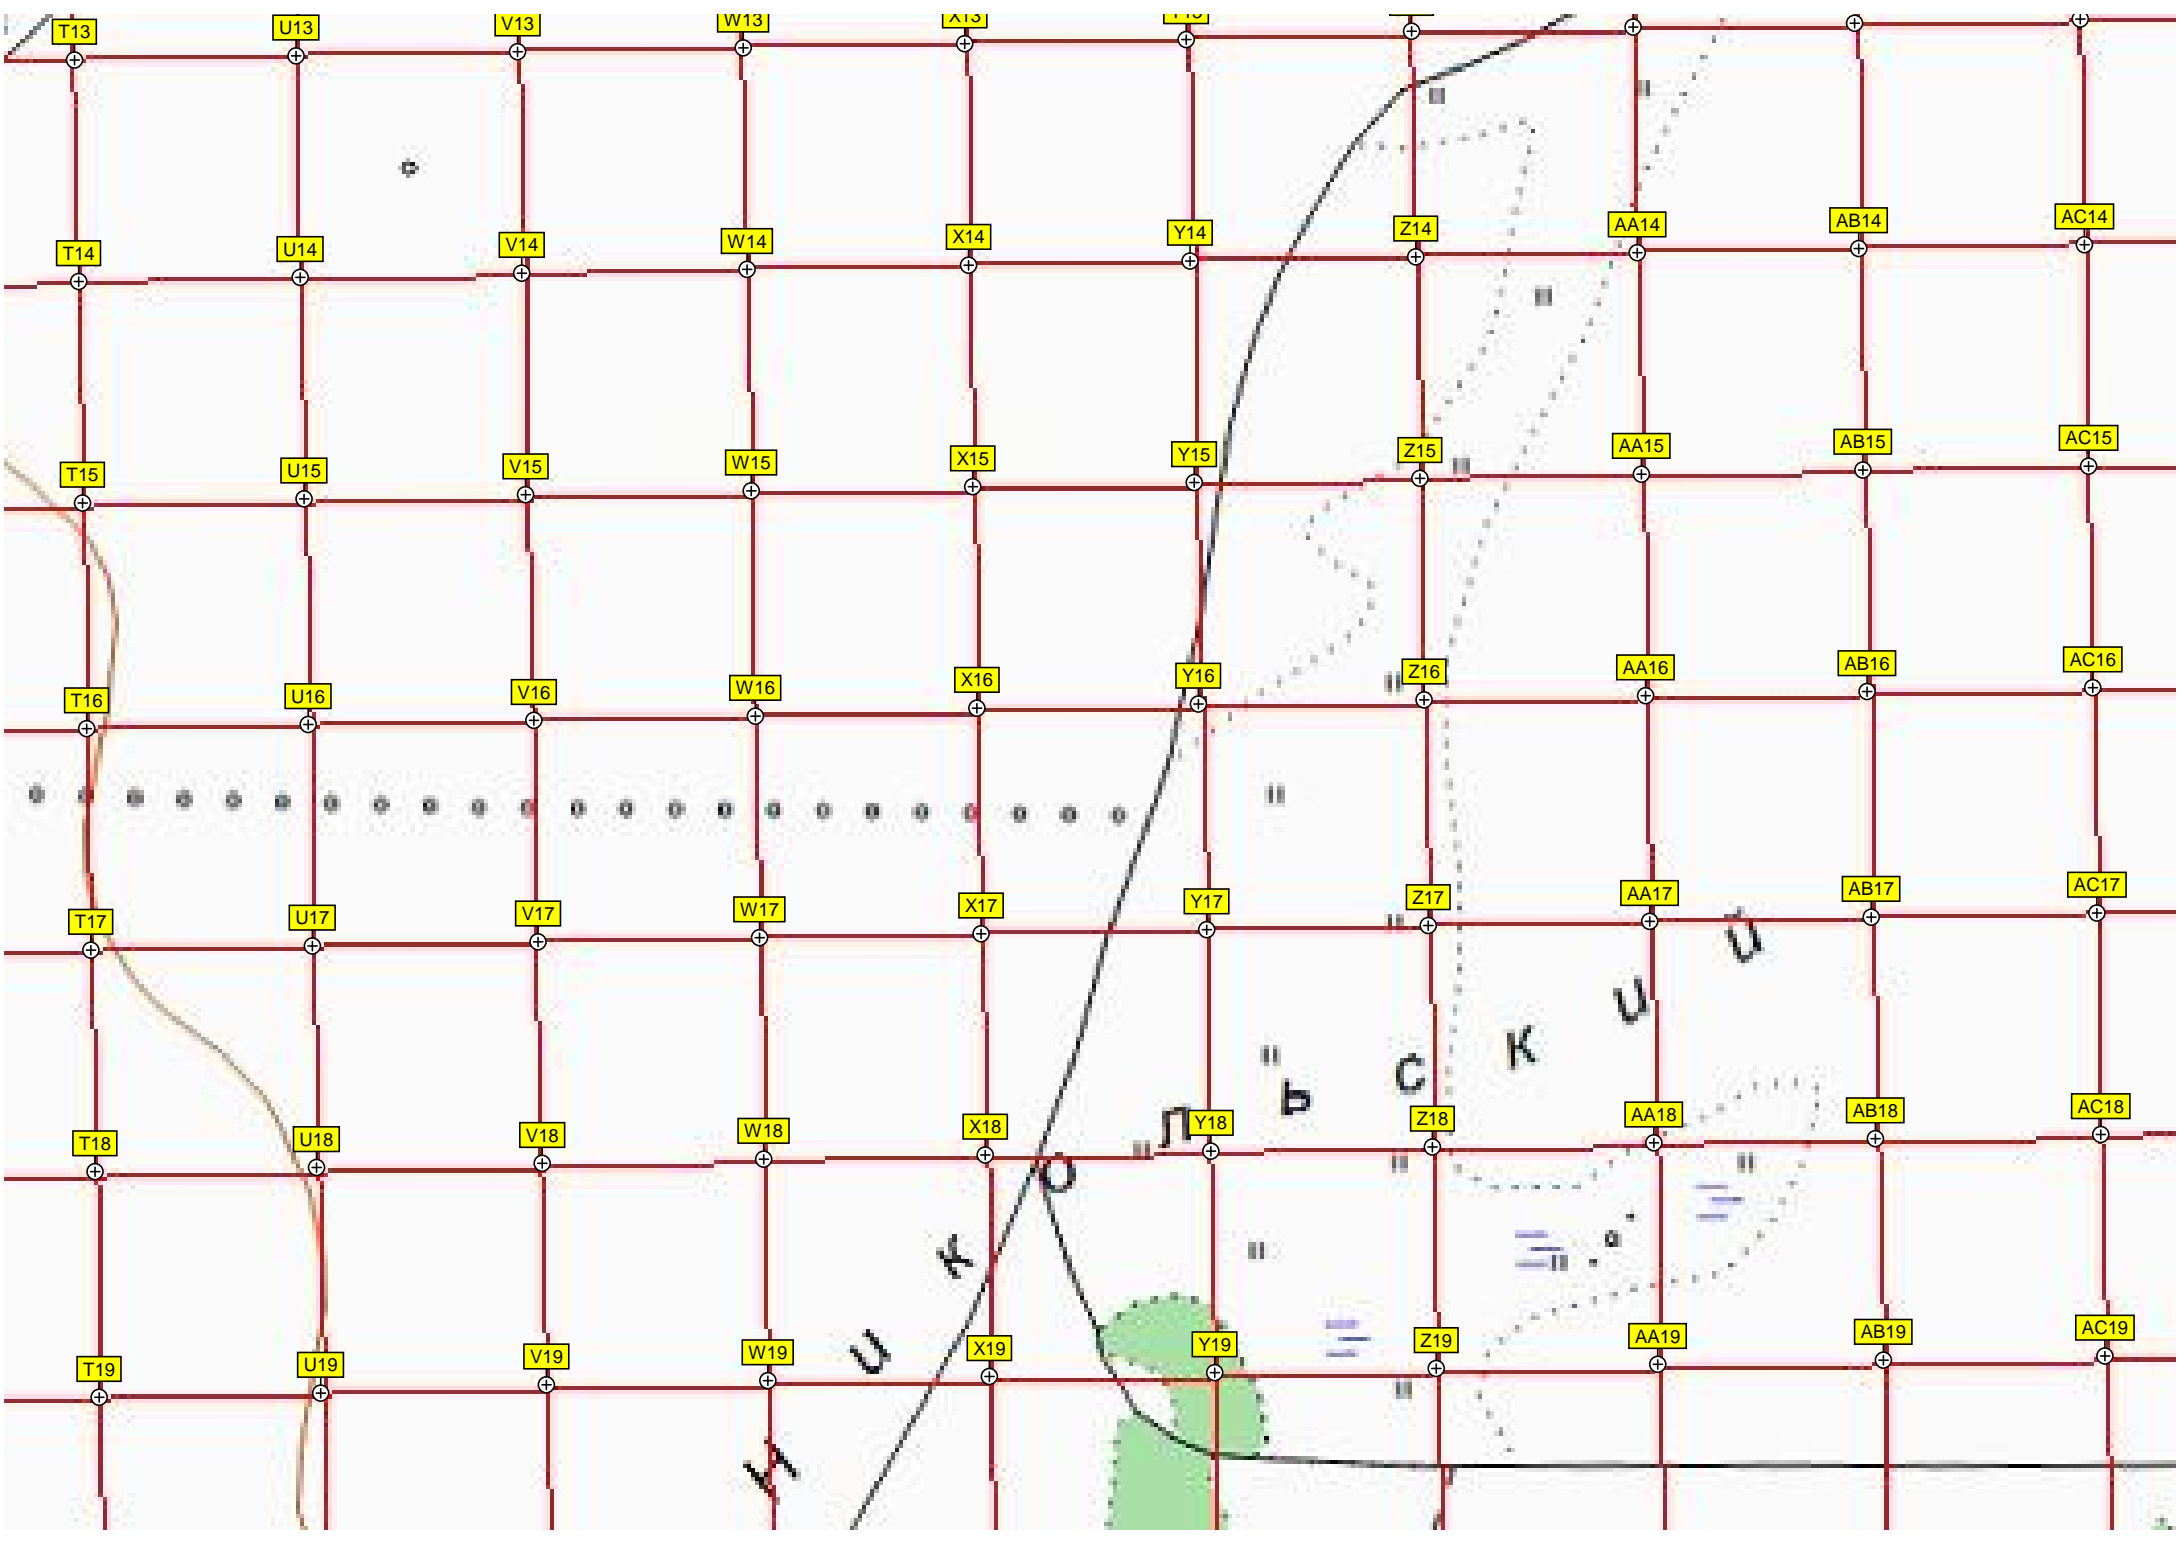 T13 U13 V13 W13 X13 Y13
T14 U14 V14 W14 X14 Y14 Z14 AA14 AB14 AC14
T15 U15 V15 W15 X15 Y15 Z15 AA15 AB15 AC15
T16 U16 V16 W16 X16 Y16 Z16 AA16 AB16 AC16
T17 U17 V17 W17 X17 Y17 Z17 AA17 AB17 AC17
T18 U18 V18 W18 X18 Y18 Z18 AA18 AB18 AC18
T19 U19 V19 W19 X19 Y19 Z19 AA19 AB19 AC19
Никольский